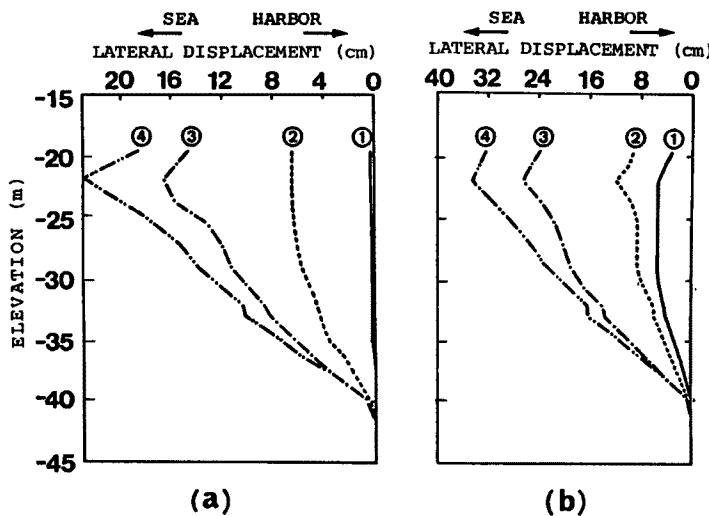 SEA HARBOR
LATERAL DISPLACEMENT (cm)
20 16 12 8 4 0
-15
-20
-25
-30
-35
-40
-45
ELEVATION (m)
④ ③ ② ①
(a)
SEA HARBOR
LATERAL DISPLACEMENT (cm)
40 32 24 16 8 0
④ ③ ② ①
(b)